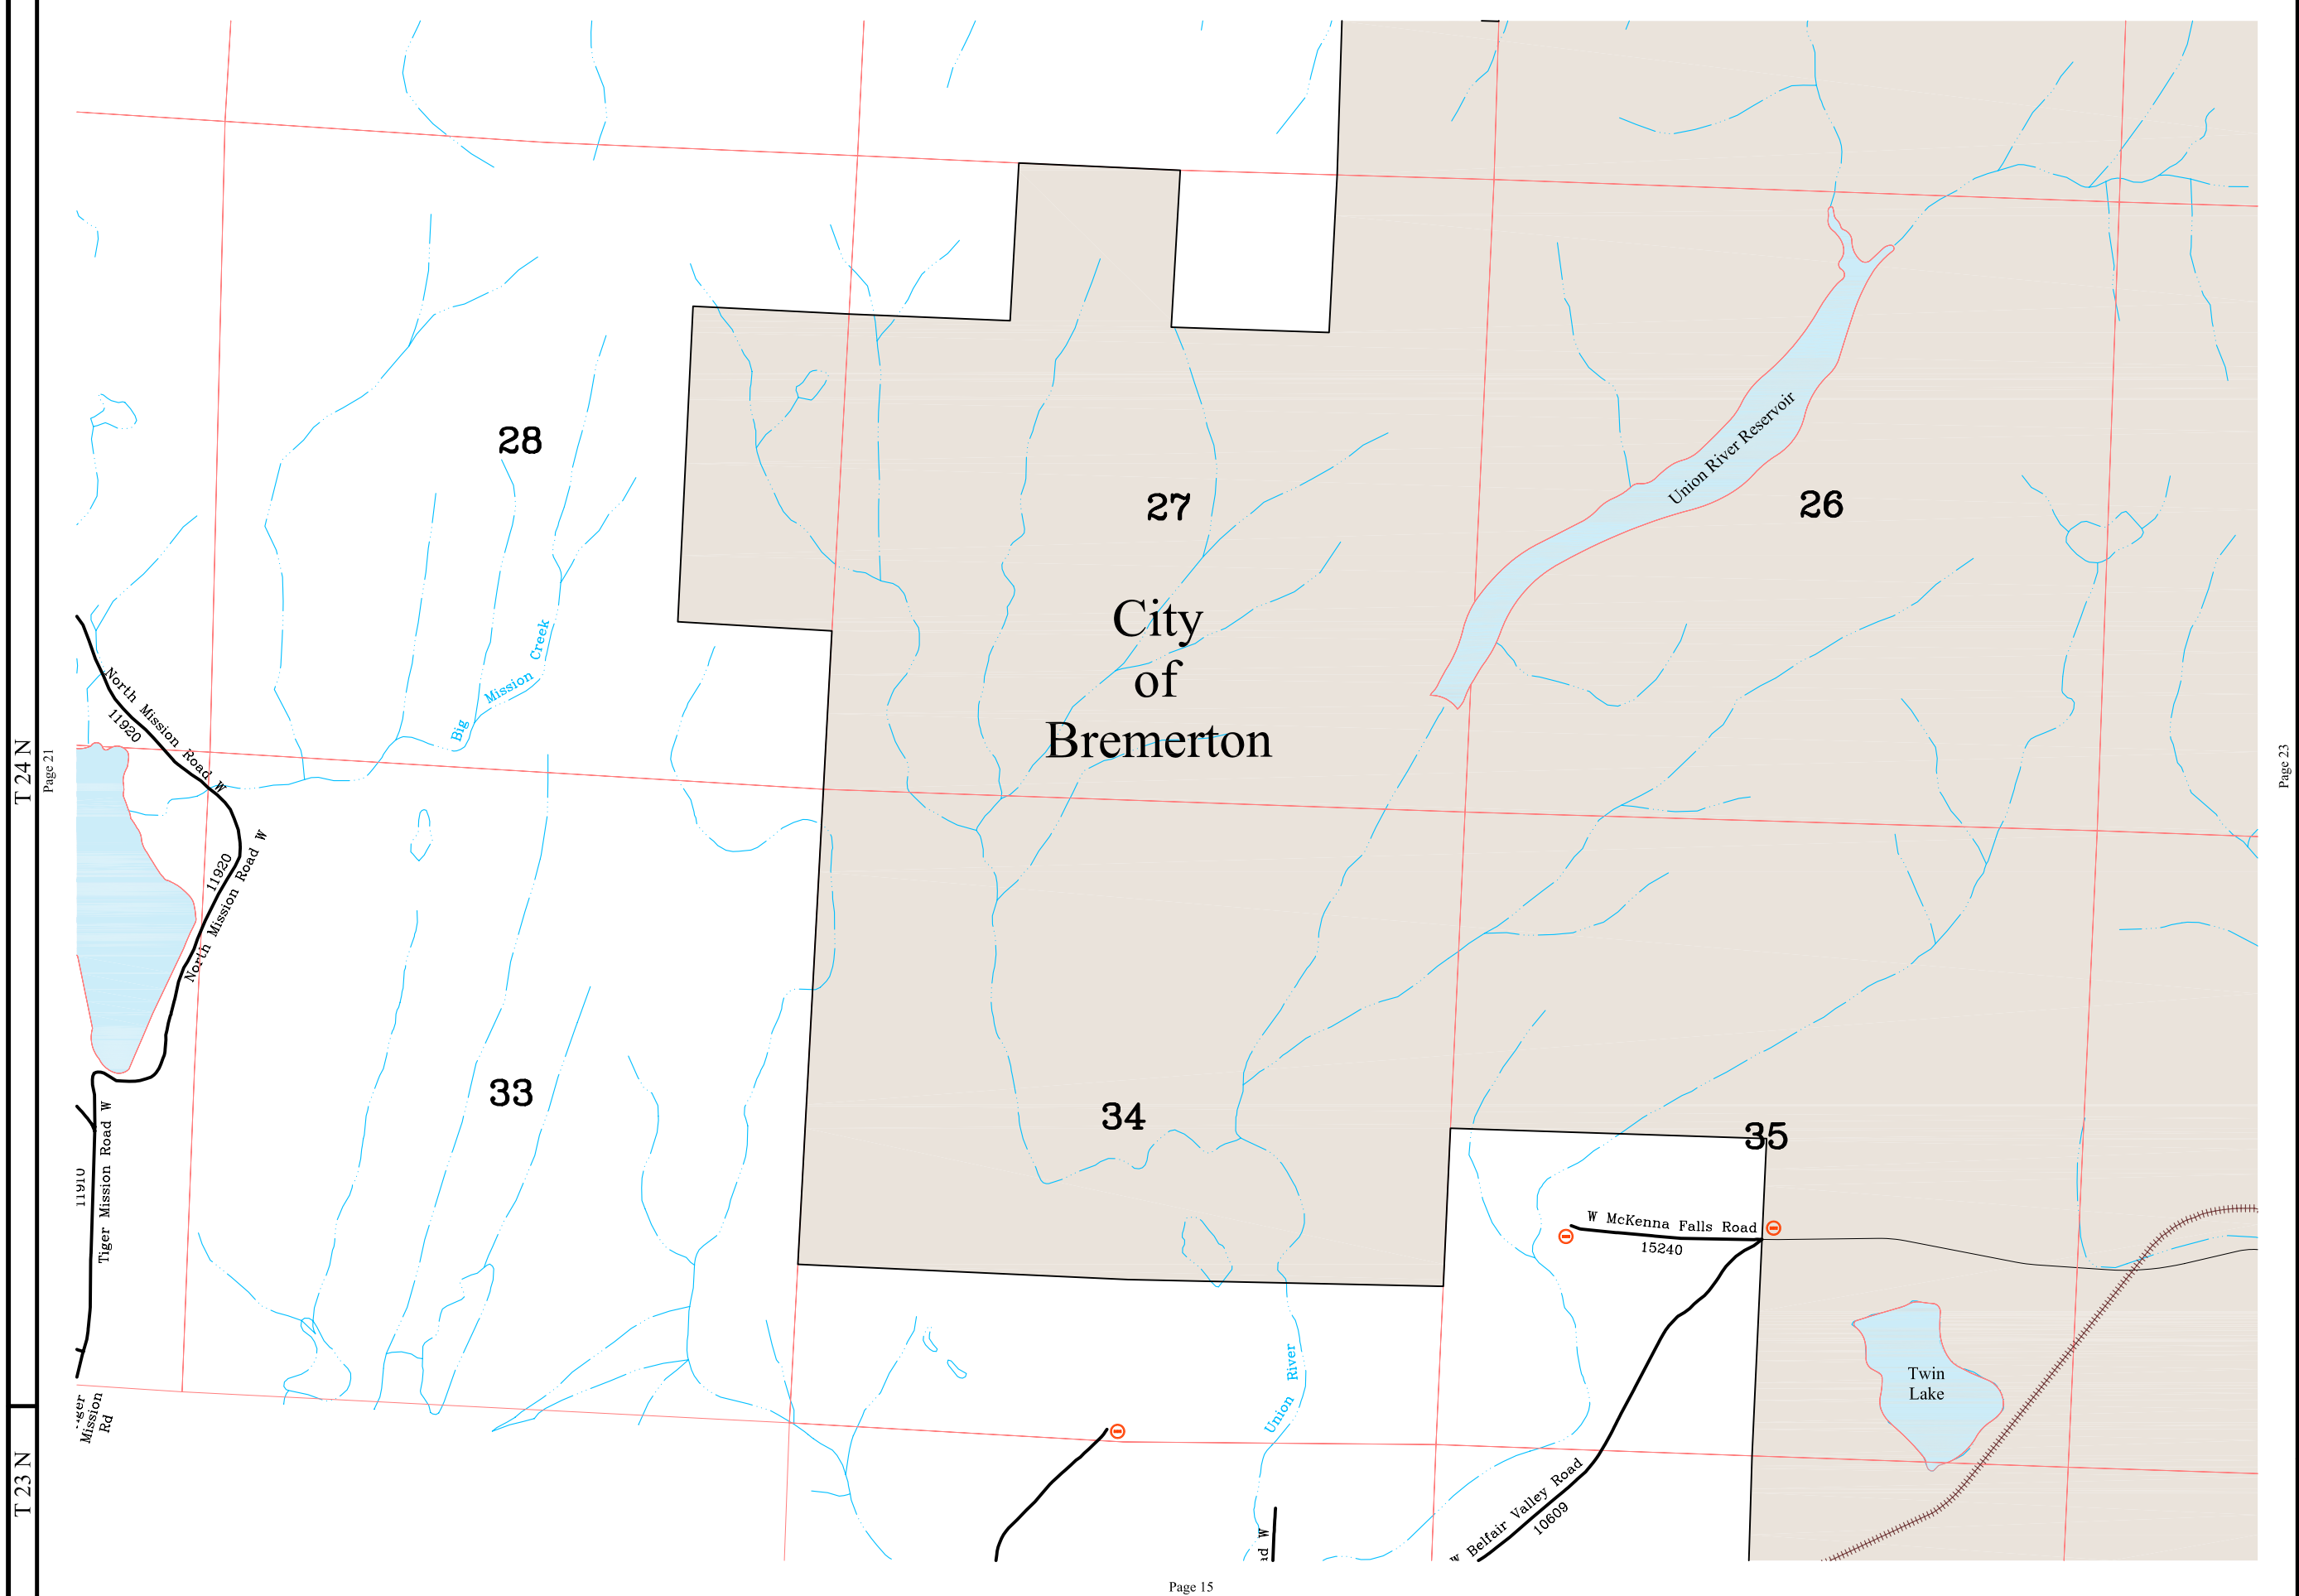 28
27
26
Union River Reservoir
City
of
Bremerton
Big Mission Creek
North Mission Road W
11920
T 24 N
Page 21
Page 23
11920
North Mission Road W
33
34
35
Tiger Mission Road W
11910
W McKenna Falls Road
15240
Twin
Lake
Union River
Mission
Rd
T 23 N
W Belfair Valley Road
10609
Page 15